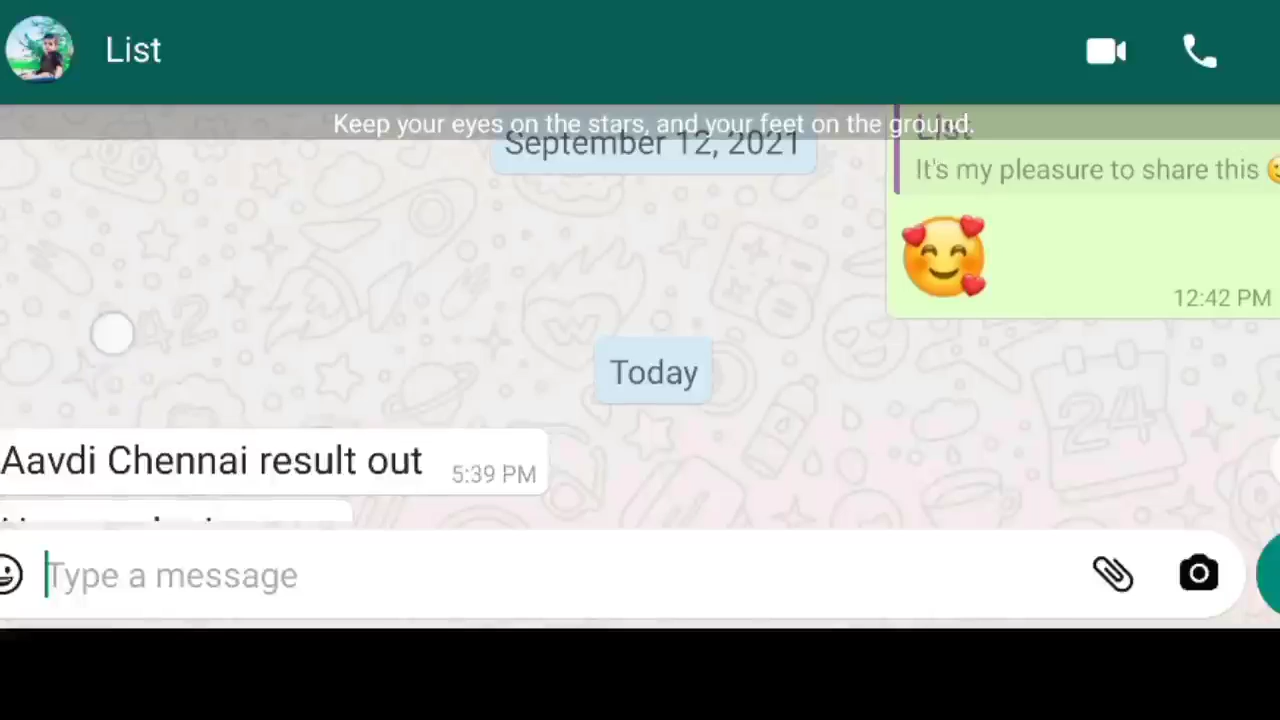 List
Keep your eyes on the stars, and your feet on the ground.
September 12, 2021
List
It's my pleasure to share this
12:42 PM
Today
Aavdi Chennai result out 5:39 PM
Type a message